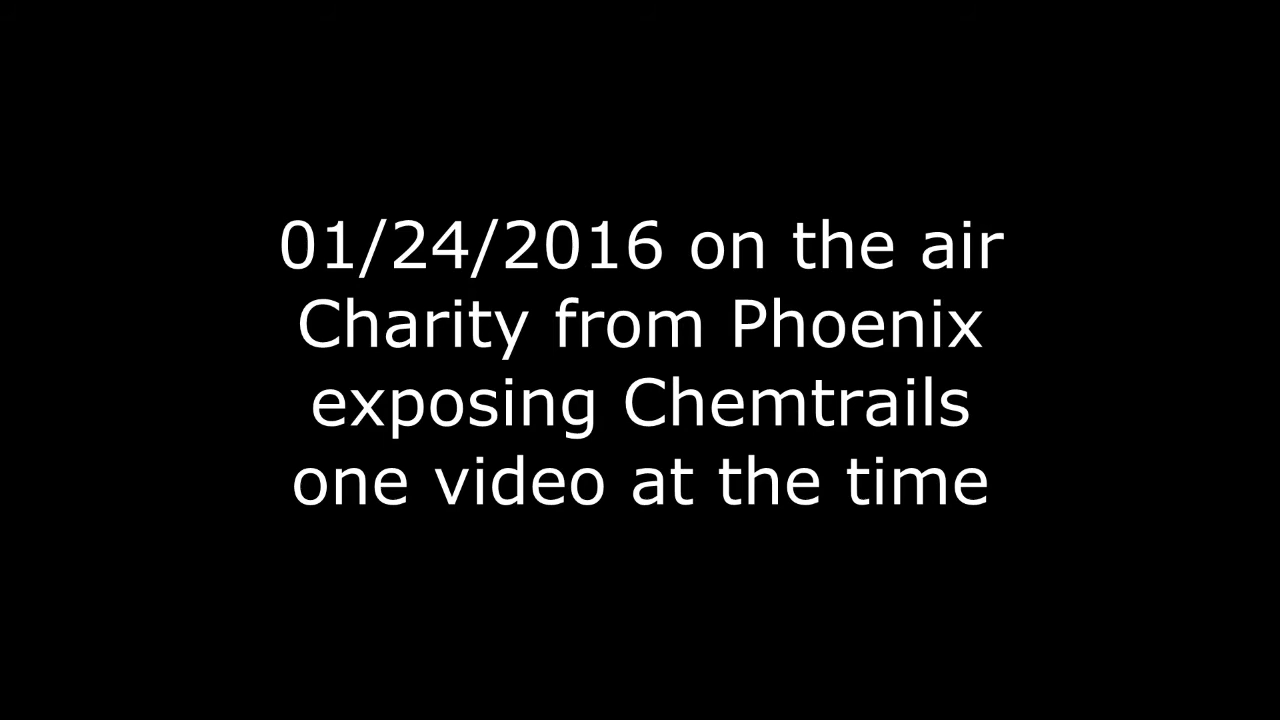 01/24/2016 on the air
Charity from Phoenix
exposing Chemtrails
one video at the time